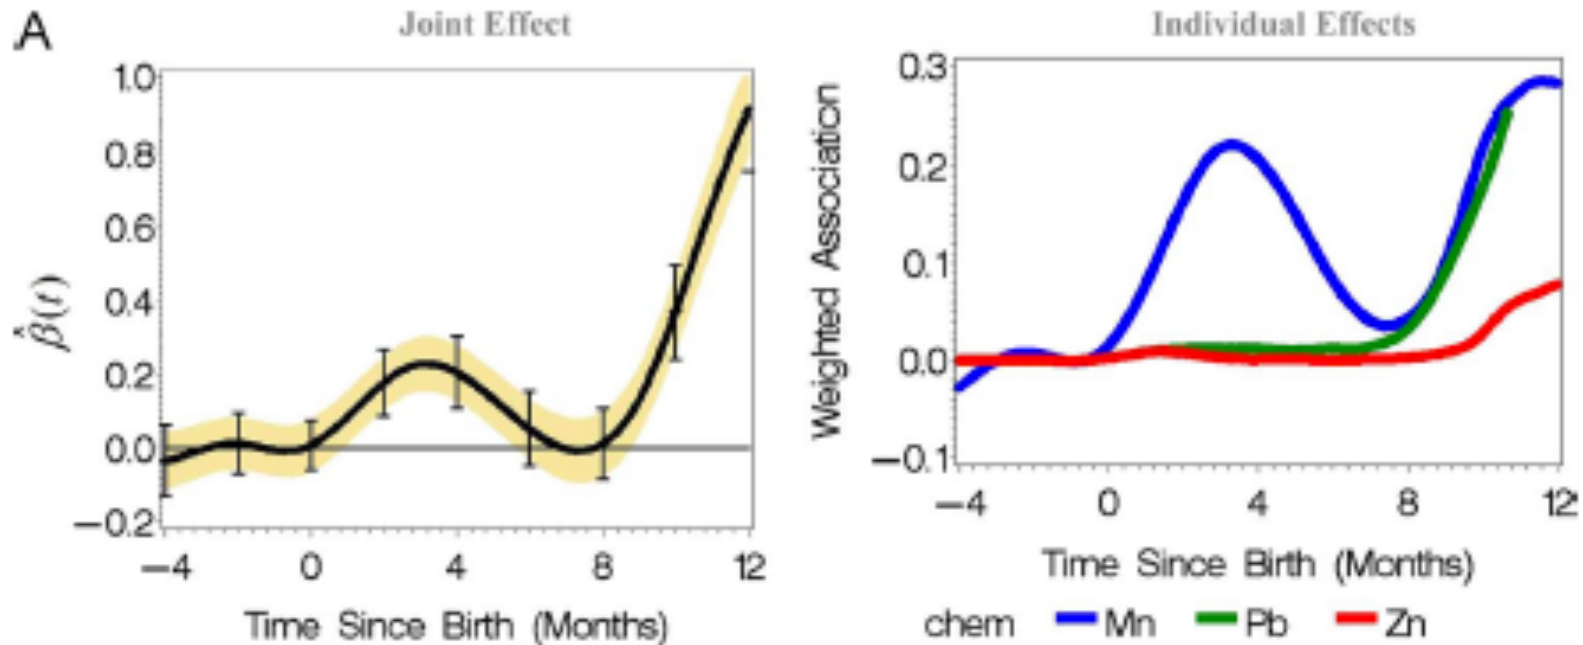 A
Joint Effect
1.0
0.8
0.6
0.4
0.2
0.0
−0.2
β̂(t)
−4 0 4 8 12
Time Since Birth (Months)
Individual Effects
0.3
0.2
0.1
0.0
−0.1
Weighted Association
−4 0 4 8 12
Time Since Birth (Months)
chem Mn Pb Zn